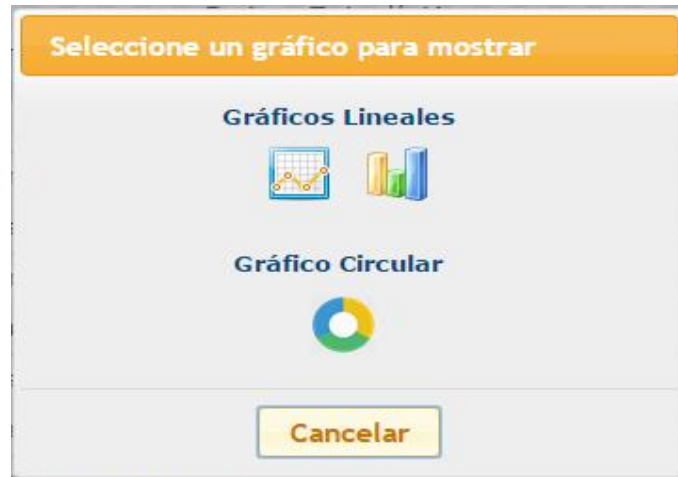 Seleccione un gráfico para mostrar
Gráficos Lineales
Gráfico Circular
Cancelar